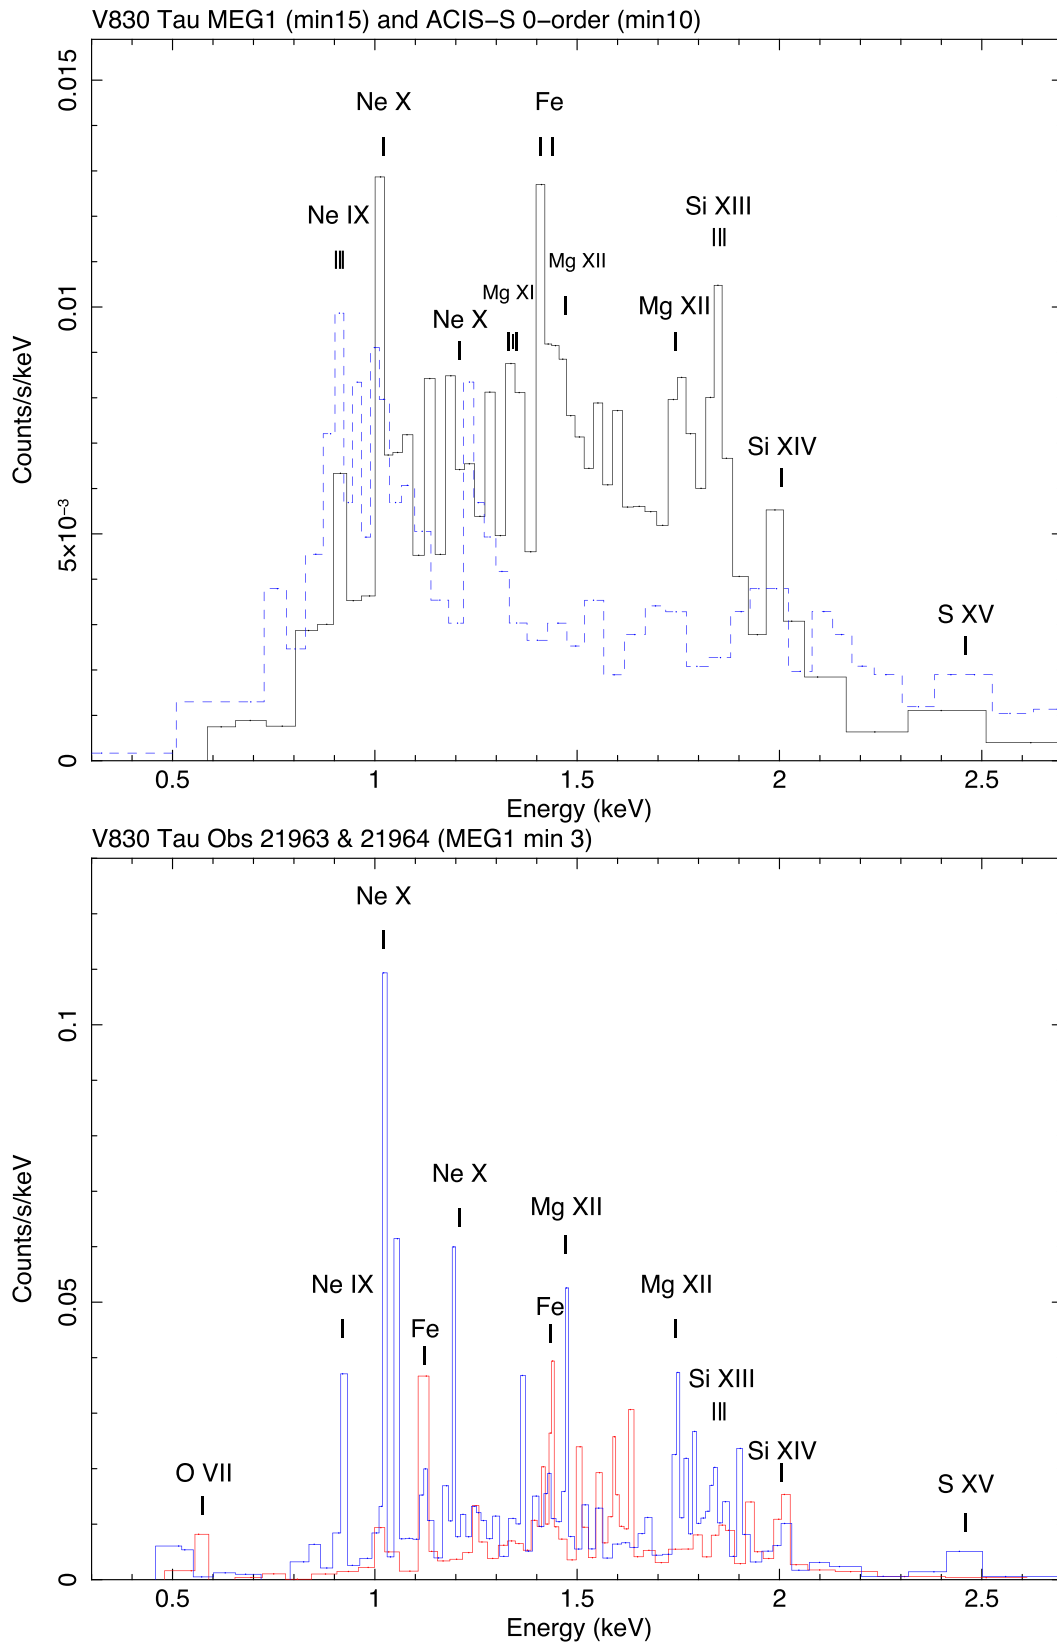 V830 Tau MEG1 (min15) and ACIS−S 0−order (min10)
0.015
Ne X
Fe
Ne IX
Si XIII
Mg XII
Mg XI
0.01
Ne X
Mg XII
Counts/s/keV
Si XIV
5×10⁻³
S XV
0
0.5
1
1.5
2
2.5
Energy (keV)
V830 Tau Obs 21963 & 21964 (MEG1 min 3)
Ne X
0.1
Ne X
Mg XII
Counts/s/keV
Ne IX
Mg XII
0.05
Fe
Fe
Si XIII
Si XIV
O VII
S XV
0
0.5
1
1.5
2
2.5
Energy (keV)